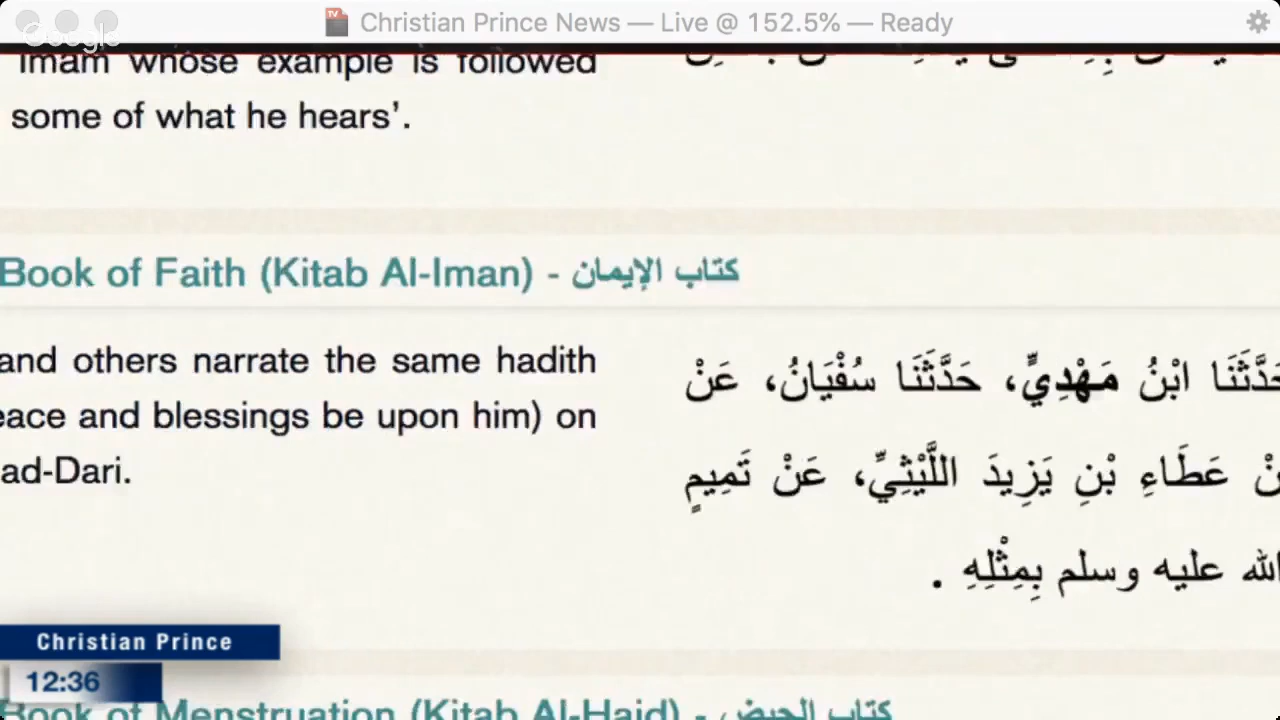 Christian Prince News — Live @ 152.5% — Ready
Google
Imam whose example is followed
some of what he hears’.
Book of Faith (Kitab Al-Iman) - كتاب الإيمان
and others narrate the same hadith
eace and blessings be upon him) on
ad-Dari.
حَدَّثَنَا ابْنُ مَهْدِيٍّ، حَدَّثَنَا سُفْيَانُ، عَنْ
عَطَاءِ بْنِ يَزِيدَ اللَّيْثِيِّ، عَنْ تَمِيمٍ
الله عليه وسلم بِمِثْلِهِ .
Christian Prince
12:36
Book of Menstruation (Kitab Al-Haid) - كتاب الحيض